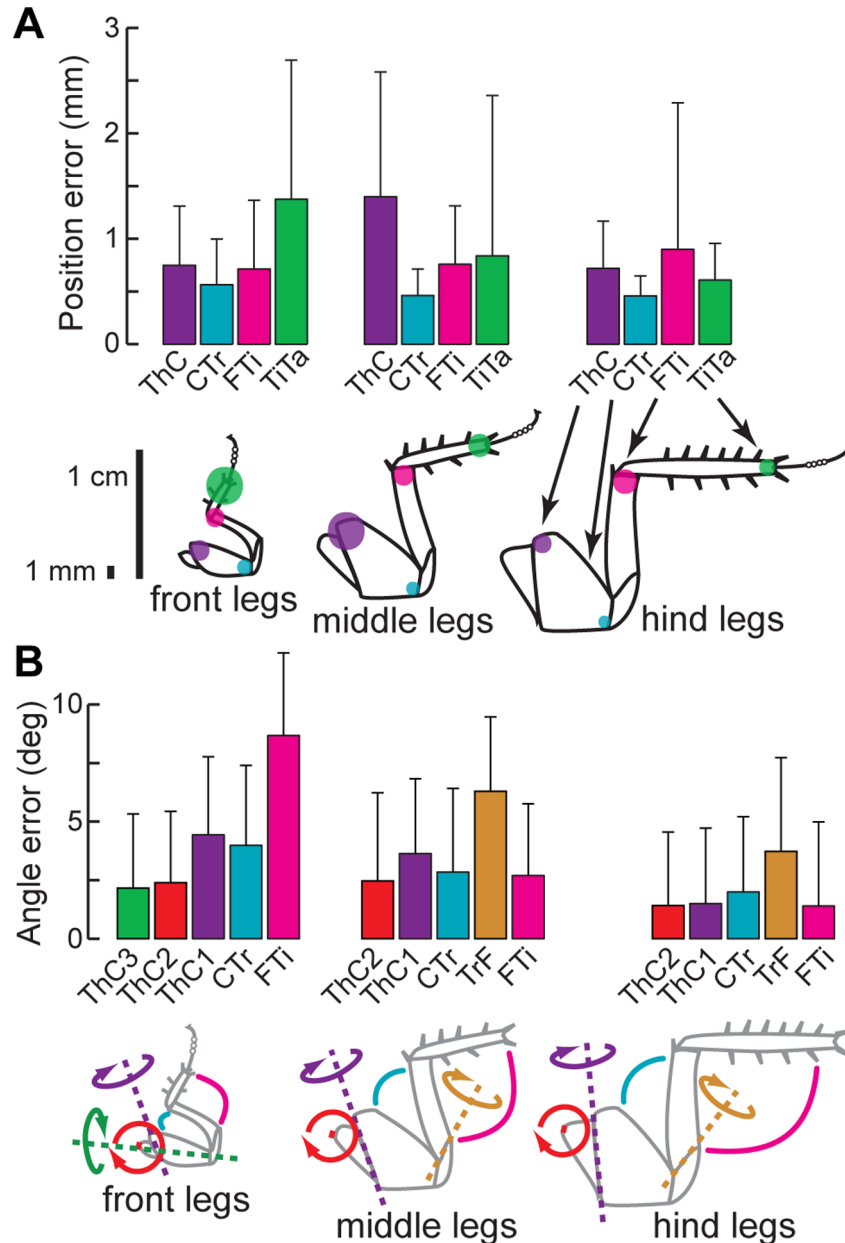 A
Position error (mm)
3
2
1
0
ThC CTr FTi TiTa
ThC CTr FTi TiTa
ThC CTr FTi TiTa
1 cm
1 mm
front legs
middle legs
hind legs
B
Angle error (deg)
10
5
0
ThC3 ThC2 ThC1 CTr FTi
ThC2 ThC1 CTr TrF FTi
ThC2 ThC1 CTr TrF FTi
front legs
middle legs
hind legs